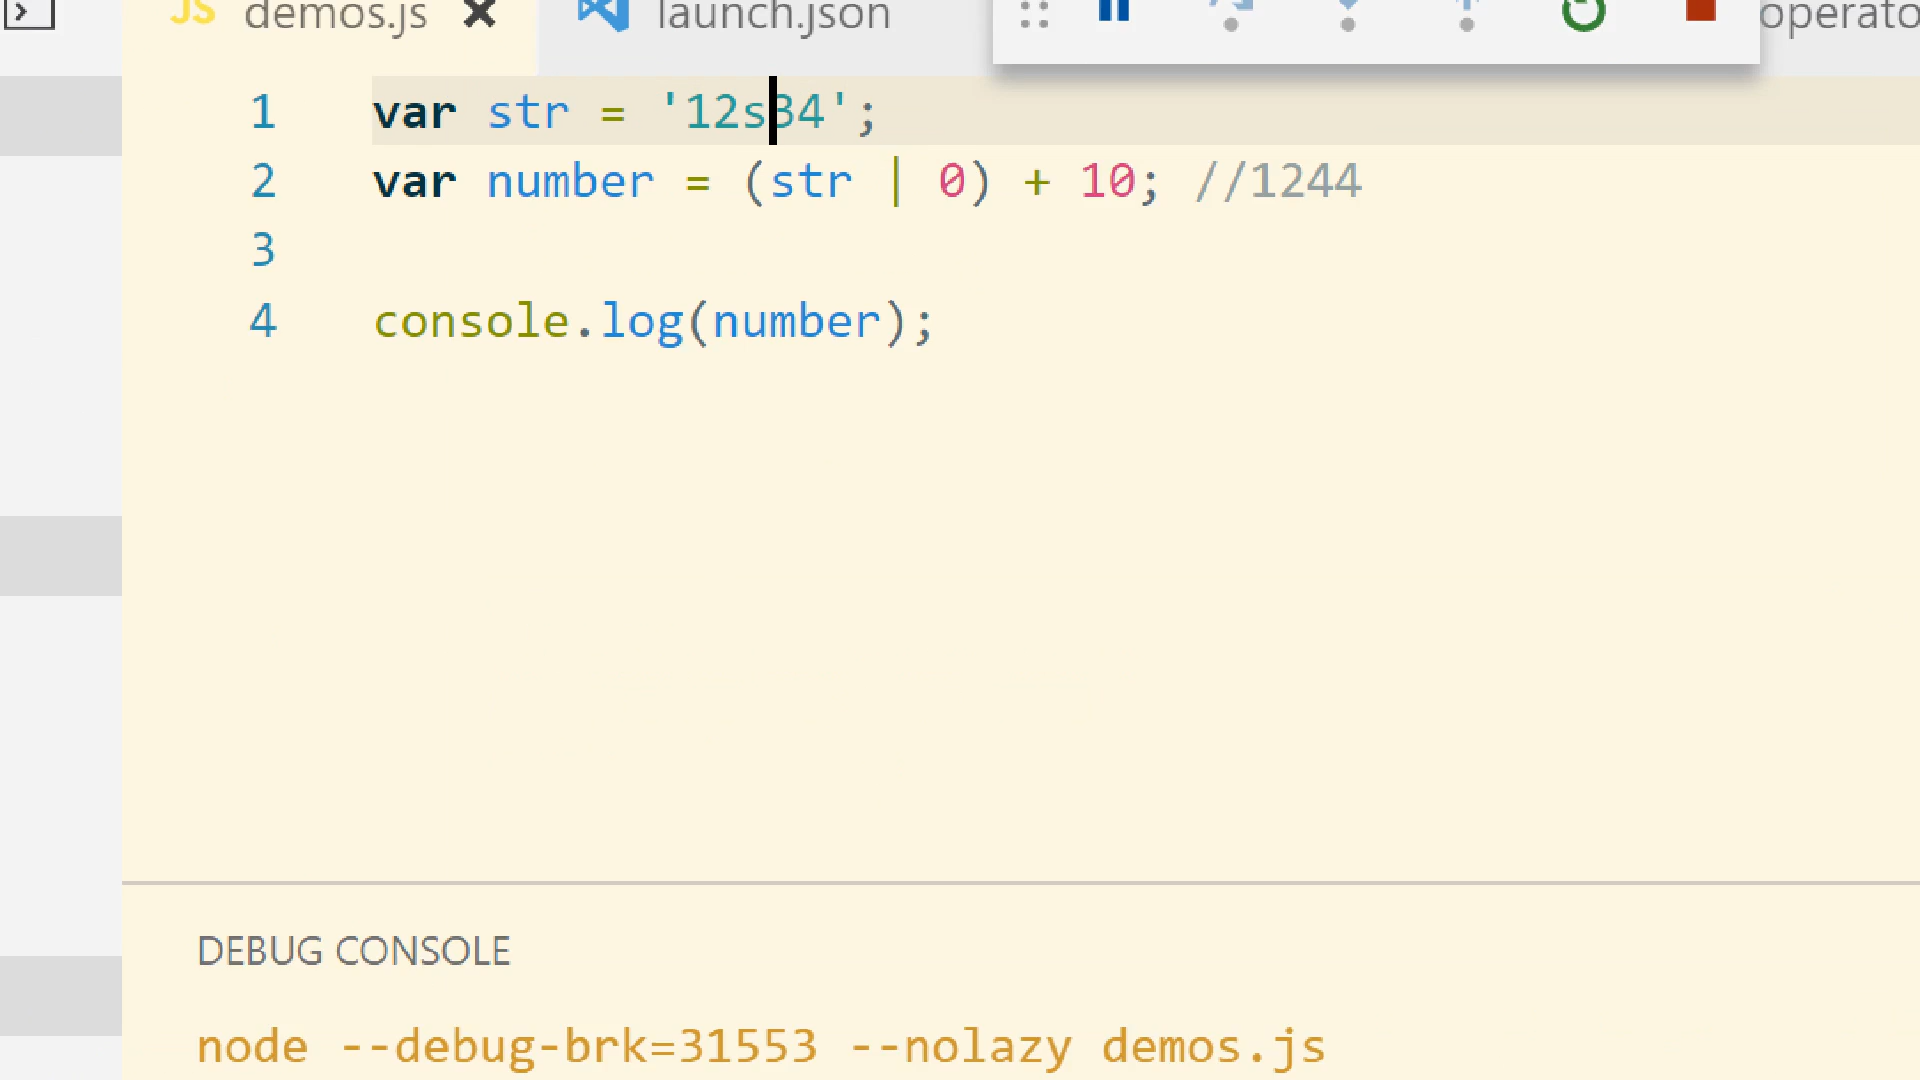 JS demos.js launch.json operato
1 var str = '12s34';
2 var number = (str | 0) + 10; //1244
3
4 console.log(number);
DEBUG CONSOLE
node --debug-brk=31553 --nolazy demos.js